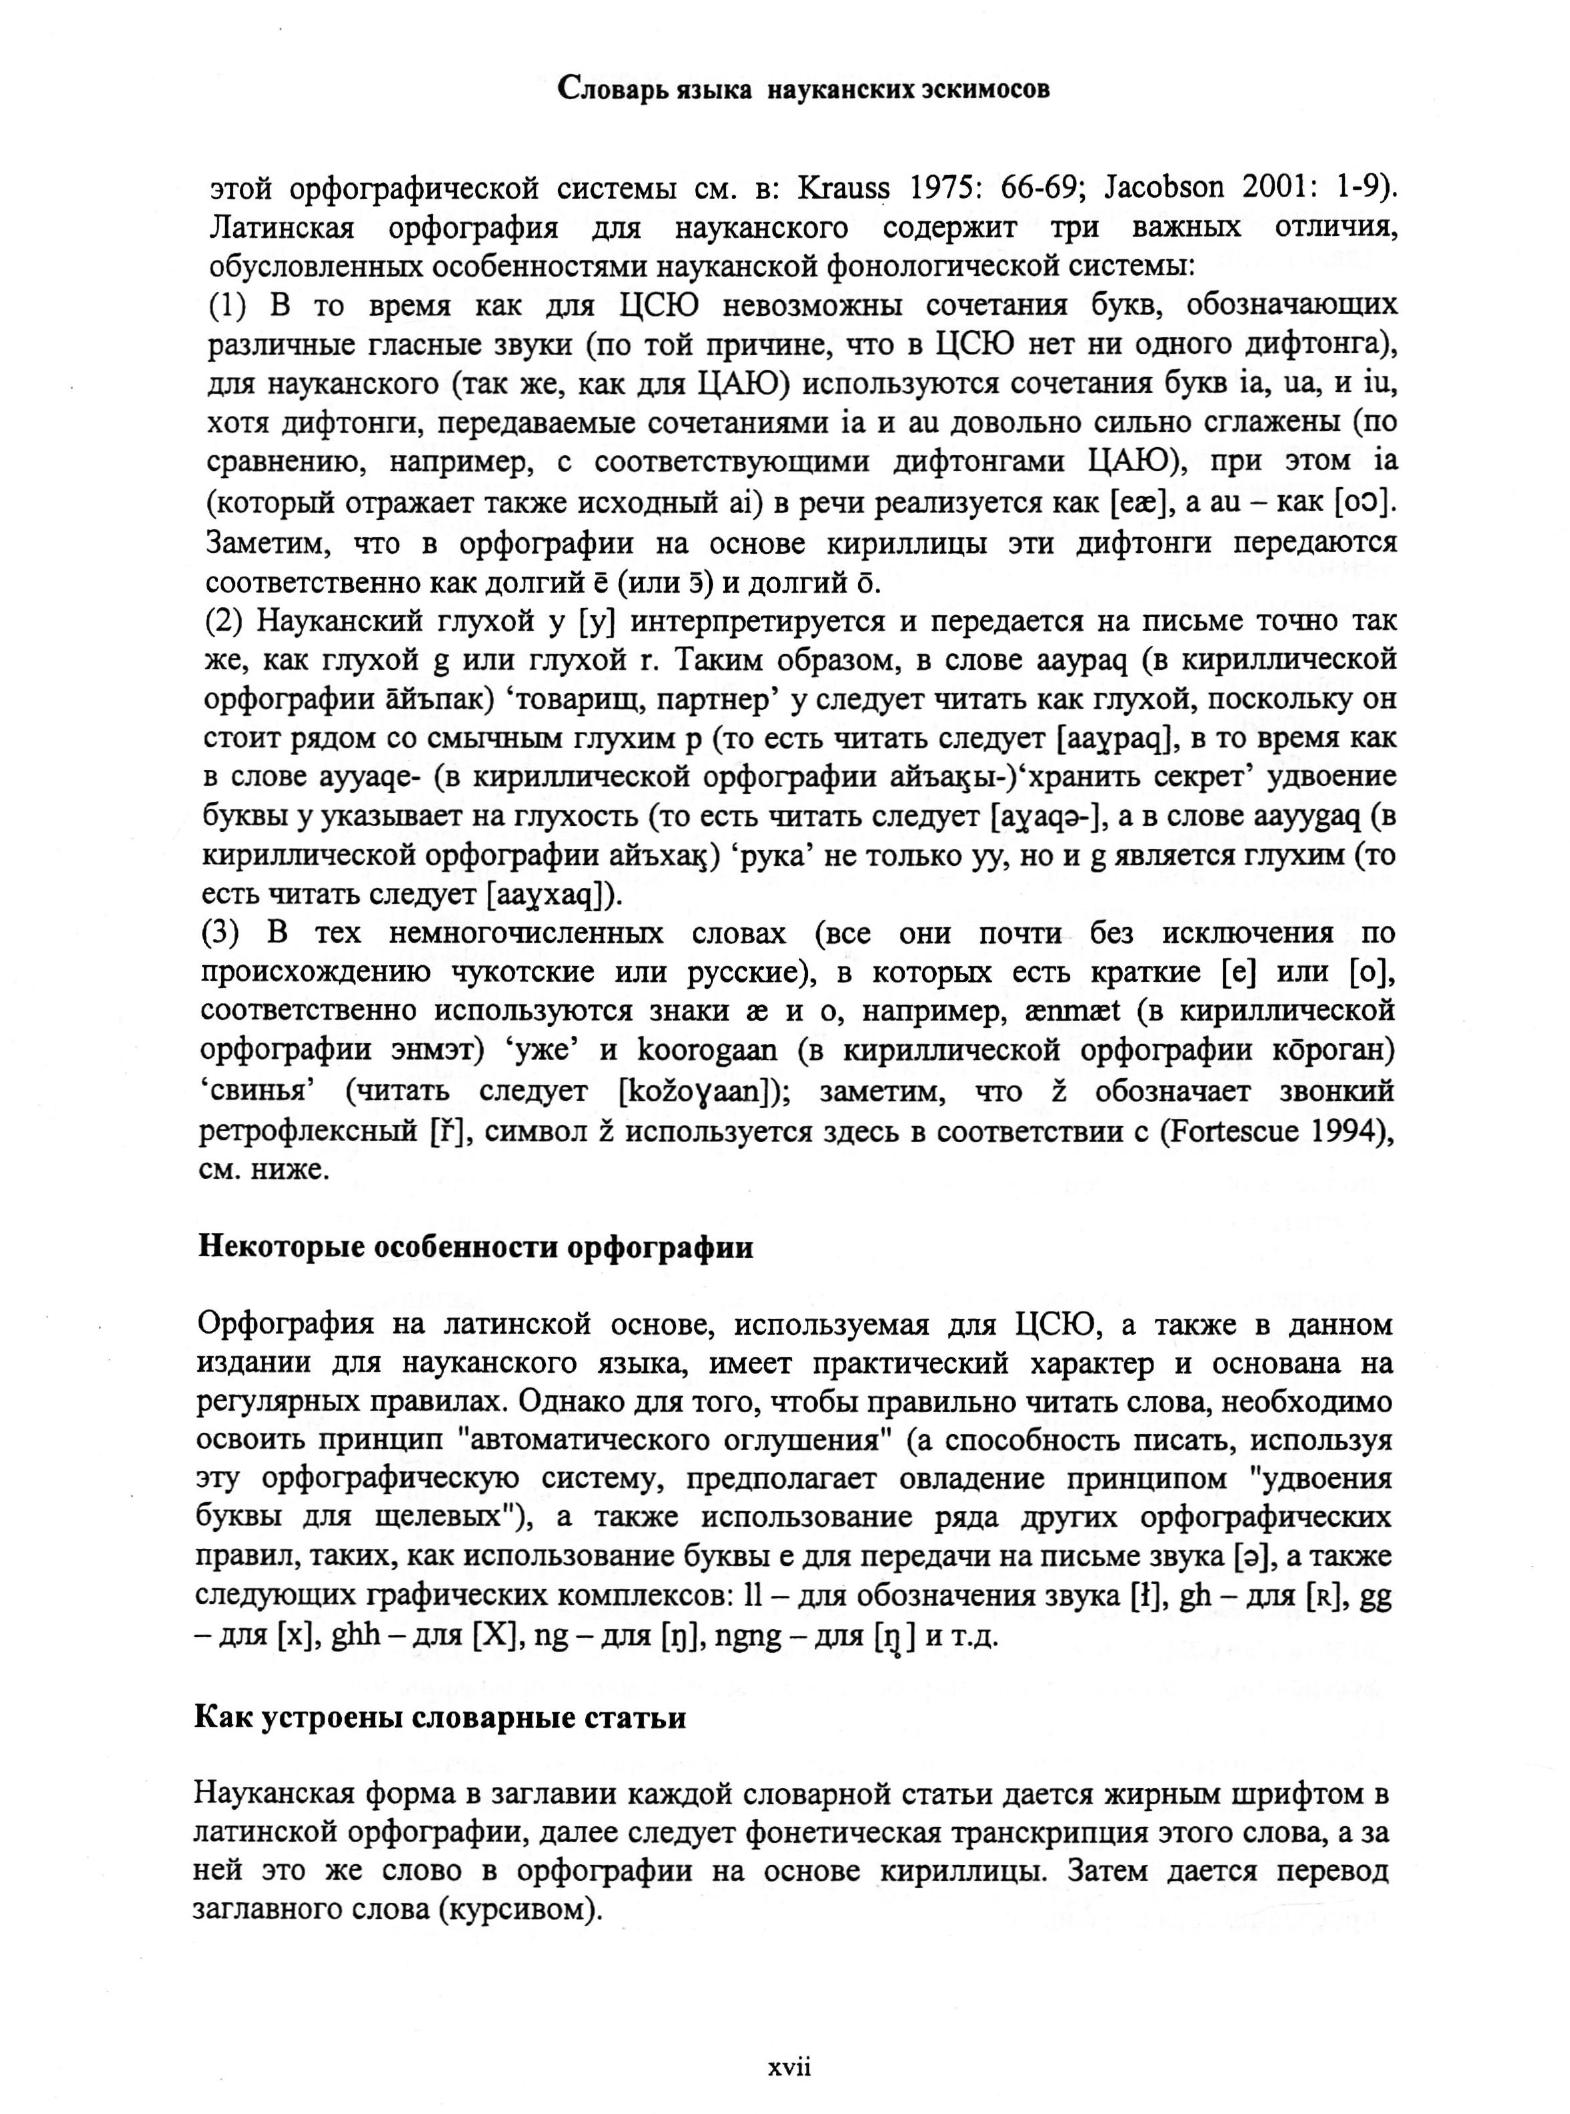 Словарь языка науканских эскимосов
этой орфографической системы см. в: Krauss 1975: 66-69; Jacobson 2001: 1-9).
Латинская орфография для науканского содержит три важных отличия,
обусловленных особенностями науканской фонологической системы:
(1) В то время как для ЦСЮ невозможны сочетания букв, обозначающих
различные гласные звуки (по той причине, что в ЦСЮ нет ни одного дифтонга),
для науканского (так же, как для ЦАЮ) используются сочетания букв ia, ua, и iu,
хотя дифтонги, передаваемые сочетаниями ia и au довольно сильно сглажены (по
сравнению, например, с соответствующими дифтонгами ЦАЮ), при этом ia
(который отражает также исходный ai) в речи реализуется как [eæ], а au – как [oɔ].
Заметим, что в орфографии на основе кириллицы эти дифтонги передаются
соответственно как долгий ē (или э̄) и долгий ō.
(2) Науканский глухой y [y] интерпретируется и передается на письме точно так
же, как глухой g или глухой r. Таким образом, в слове aaypaq (в кириллической
орфографии āйъпак) ‘товарищ, партнер’ y следует читать как глухой, поскольку он
стоит рядом со смычным глухим p (то есть читать следует [aay̨paq], в то время как
в слове ayyaqe- (в кириллической орфографии айъаӄы-)‘хранить секрет’ удвоение
буквы y указывает на глухость (то есть читать следует [ay̨aqə-], а в слове aayygaq (в
кириллической орфографии айъхаӄ) ‘рука’ не только yy, но и g является глухим (то
есть читать следует [aay̨xaq]).
(3) В тех немногочисленных словах (все они почти без исключения по
происхождению чукотские или русские), в которых есть краткие [e] или [o],
соответственно используются знаки æ и o, например, ænmæt (в кириллической
орфографии энмэт) ‘уже’ и koorogaan (в кириллической орфографии кōроган)
‘свинья’ (читать следует [kožoɣaan]); заметим, что ž обозначает звонкий
ретрофлексный [ř], символ ž используется здесь в соответствии с (Fortescue 1994),
см. ниже.
Некоторые особенности орфографии
Орфография на латинской основе, используемая для ЦСЮ, а также в данном
издании для науканского языка, имеет практический характер и основана на
регулярных правилах. Однако для того, чтобы правильно читать слова, необходимо
освоить принцип "автоматического оглушения" (а способность писать, используя
эту орфографическую систему, предполагает овладение принципом "удвоения
буквы для щелевых"), а также использование ряда других орфографических
правил, таких, как использование буквы e для передачи на письме звука [ə], а также
следующих графических комплексов: ll – для обозначения звука [ɫ], gh – для [ʀ], gg
– для [x], ghh – для [X], ng – для [ŋ], ngng – для [ŋ̥] и т.д.
Как устроены словарные статьи
Науканская форма в заглавии каждой словарной статьи дается жирным шрифтом в
латинской орфографии, далее следует фонетическая транскрипция этого слова, а за
ней это же слово в орфографии на основе кириллицы. Затем дается перевод
заглавного слова (курсивом).
xvii